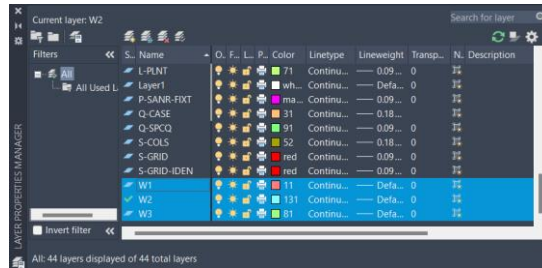 Current layer: W2
Search for layer
Filters
S.. Name O. F... L.. P... Color Linetype Lineweight Transp... N.. Description
All
All Used L
L-PLNT 71 Continu... 0.09... 0
Layer1 wh... Continu... Defa... 0
P-SANR-FIXT ma... Continu... 0.09... 0
Q-CASE 31 Continu... 0.18...
Q-SPCQ 91 Continu... 0.09... 0
S-COLS 52 Continu... 0.18... 0
S-GRID red Continu... 0.09... 0
S-GRID-IDEN red Continu... 0.09... 0
W1 11 Continu... Defa... 0
W2 131 Continu... Defa... 0
W3 81 Continu... Defa... 0
Invert filter
All: 44 layers displayed of 44 total layers
LAYER PROPERTIES MANAGER